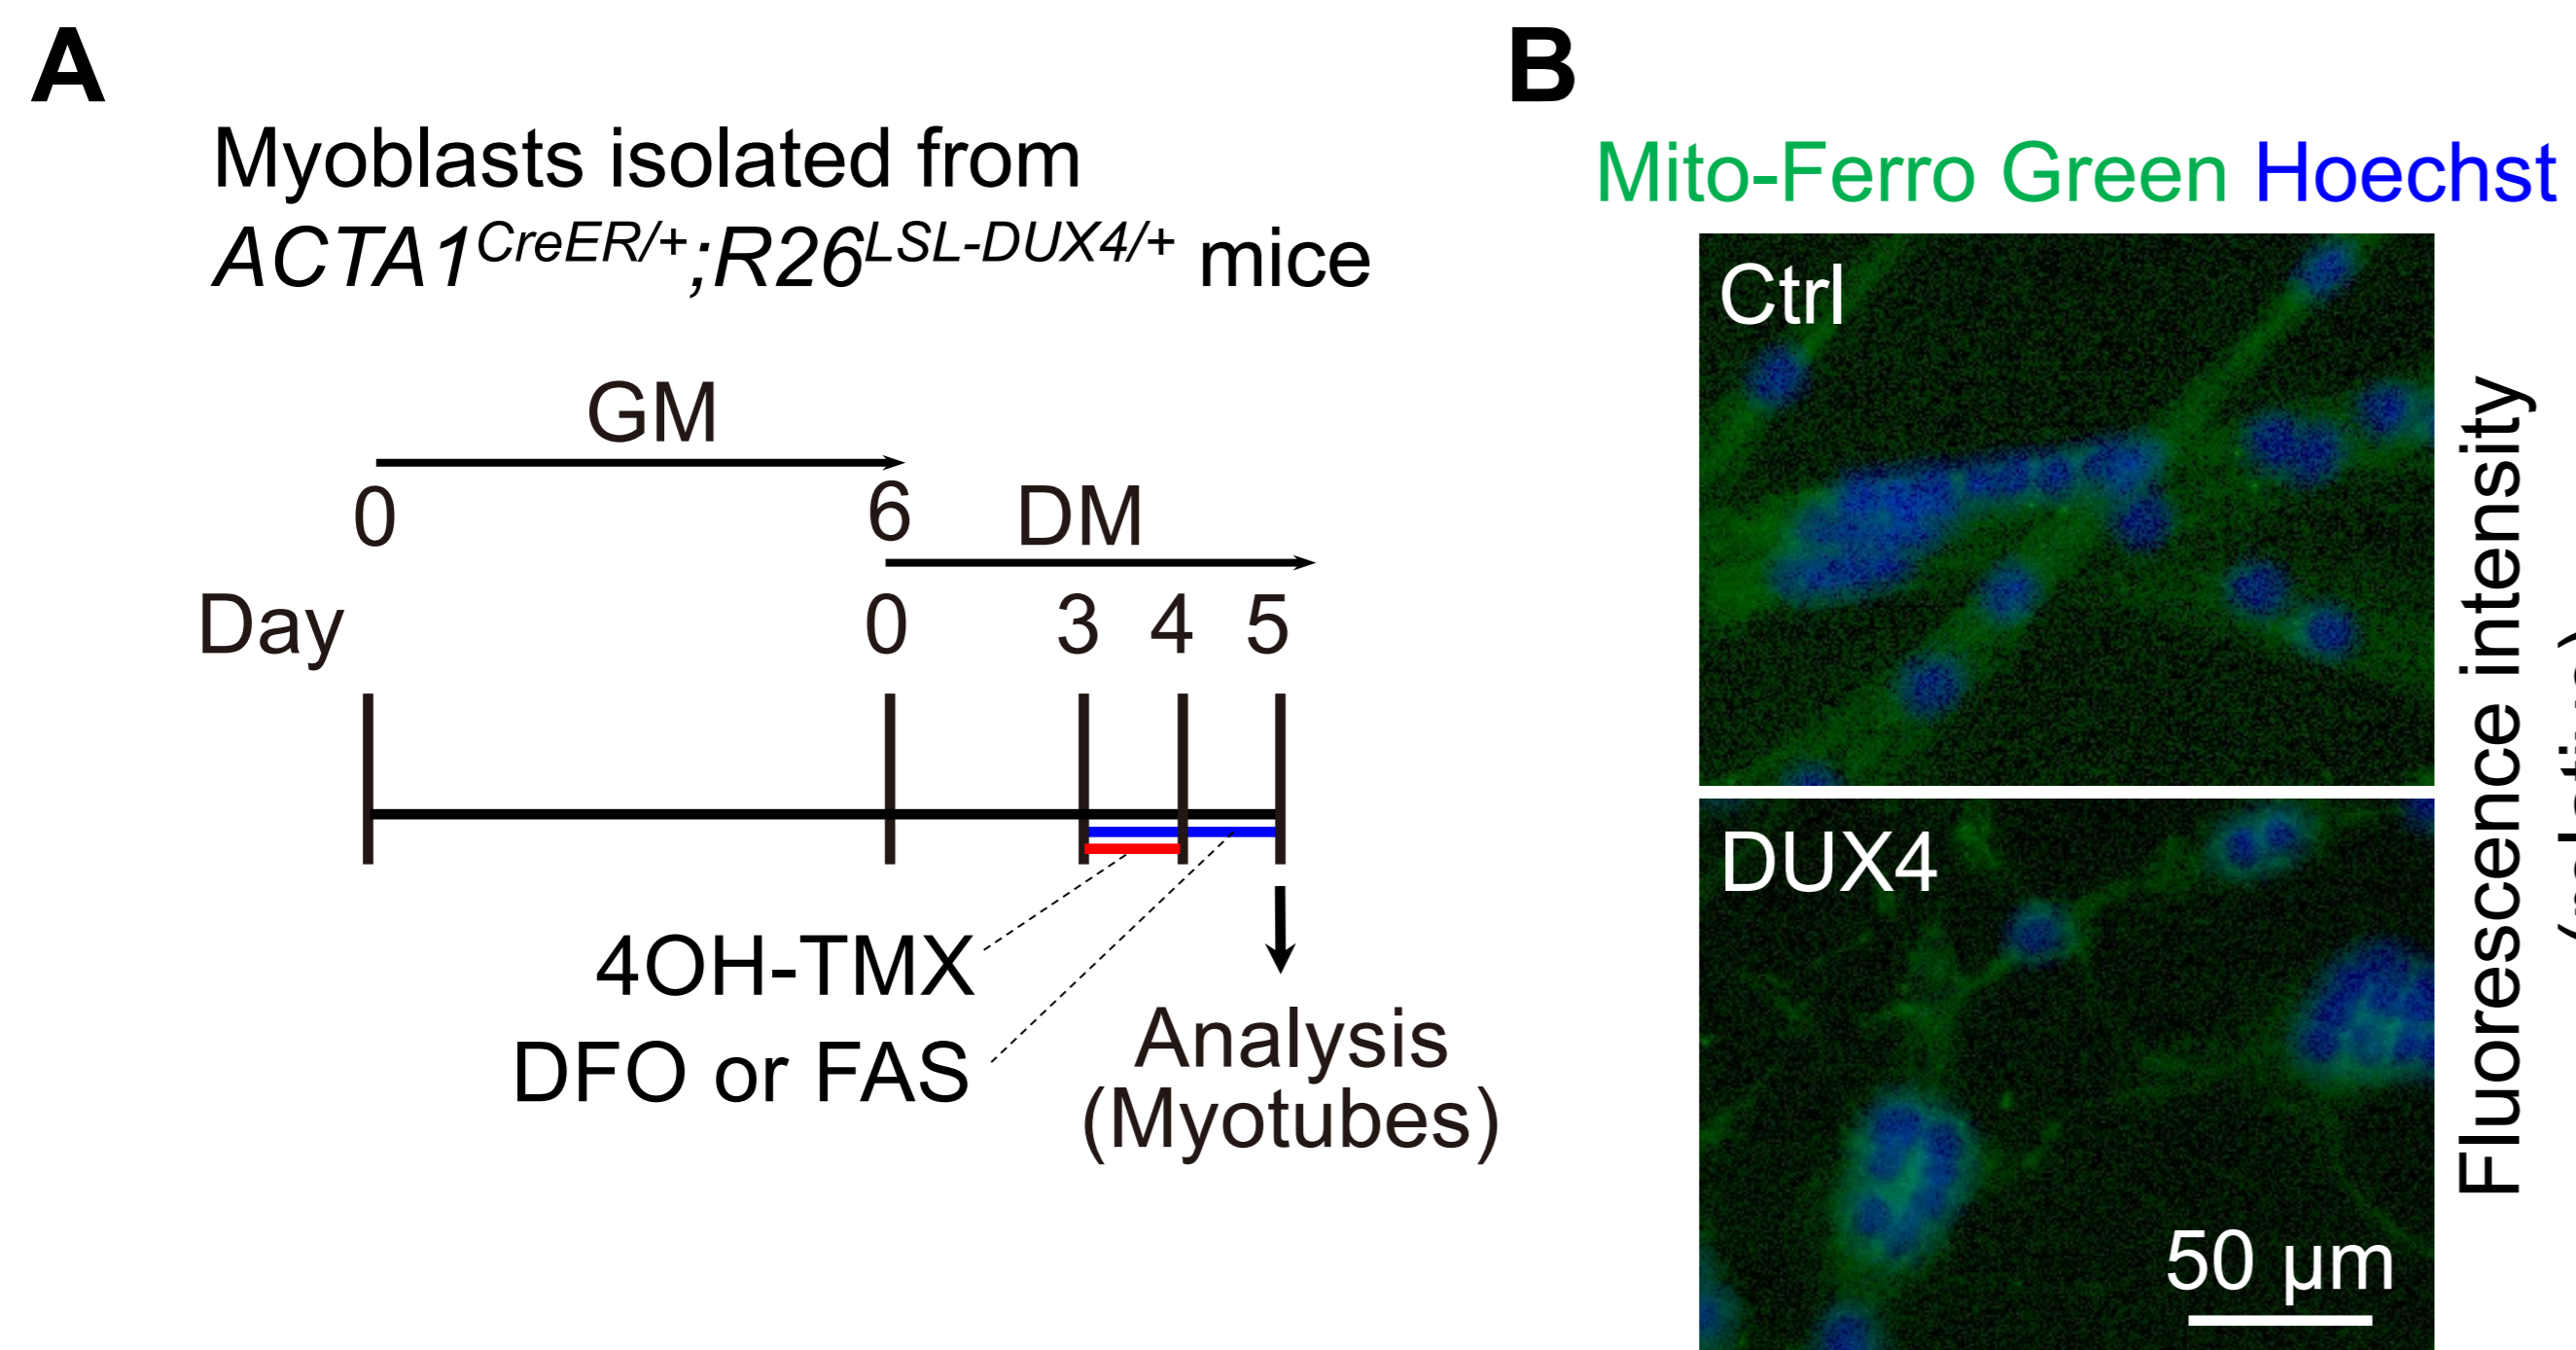 A
Myoblasts isolated from
ACTA1CreER/+;R26LSL-DUX4/+ mice
GM
0
6
DM
Day
0 3 4 5
4OH-TMX
DFO or FAS
Analysis
(Myotubes)
B
Mito-Ferro Green Hoechst
Ctrl
DUX4
50 μm
Fluorescence intensity